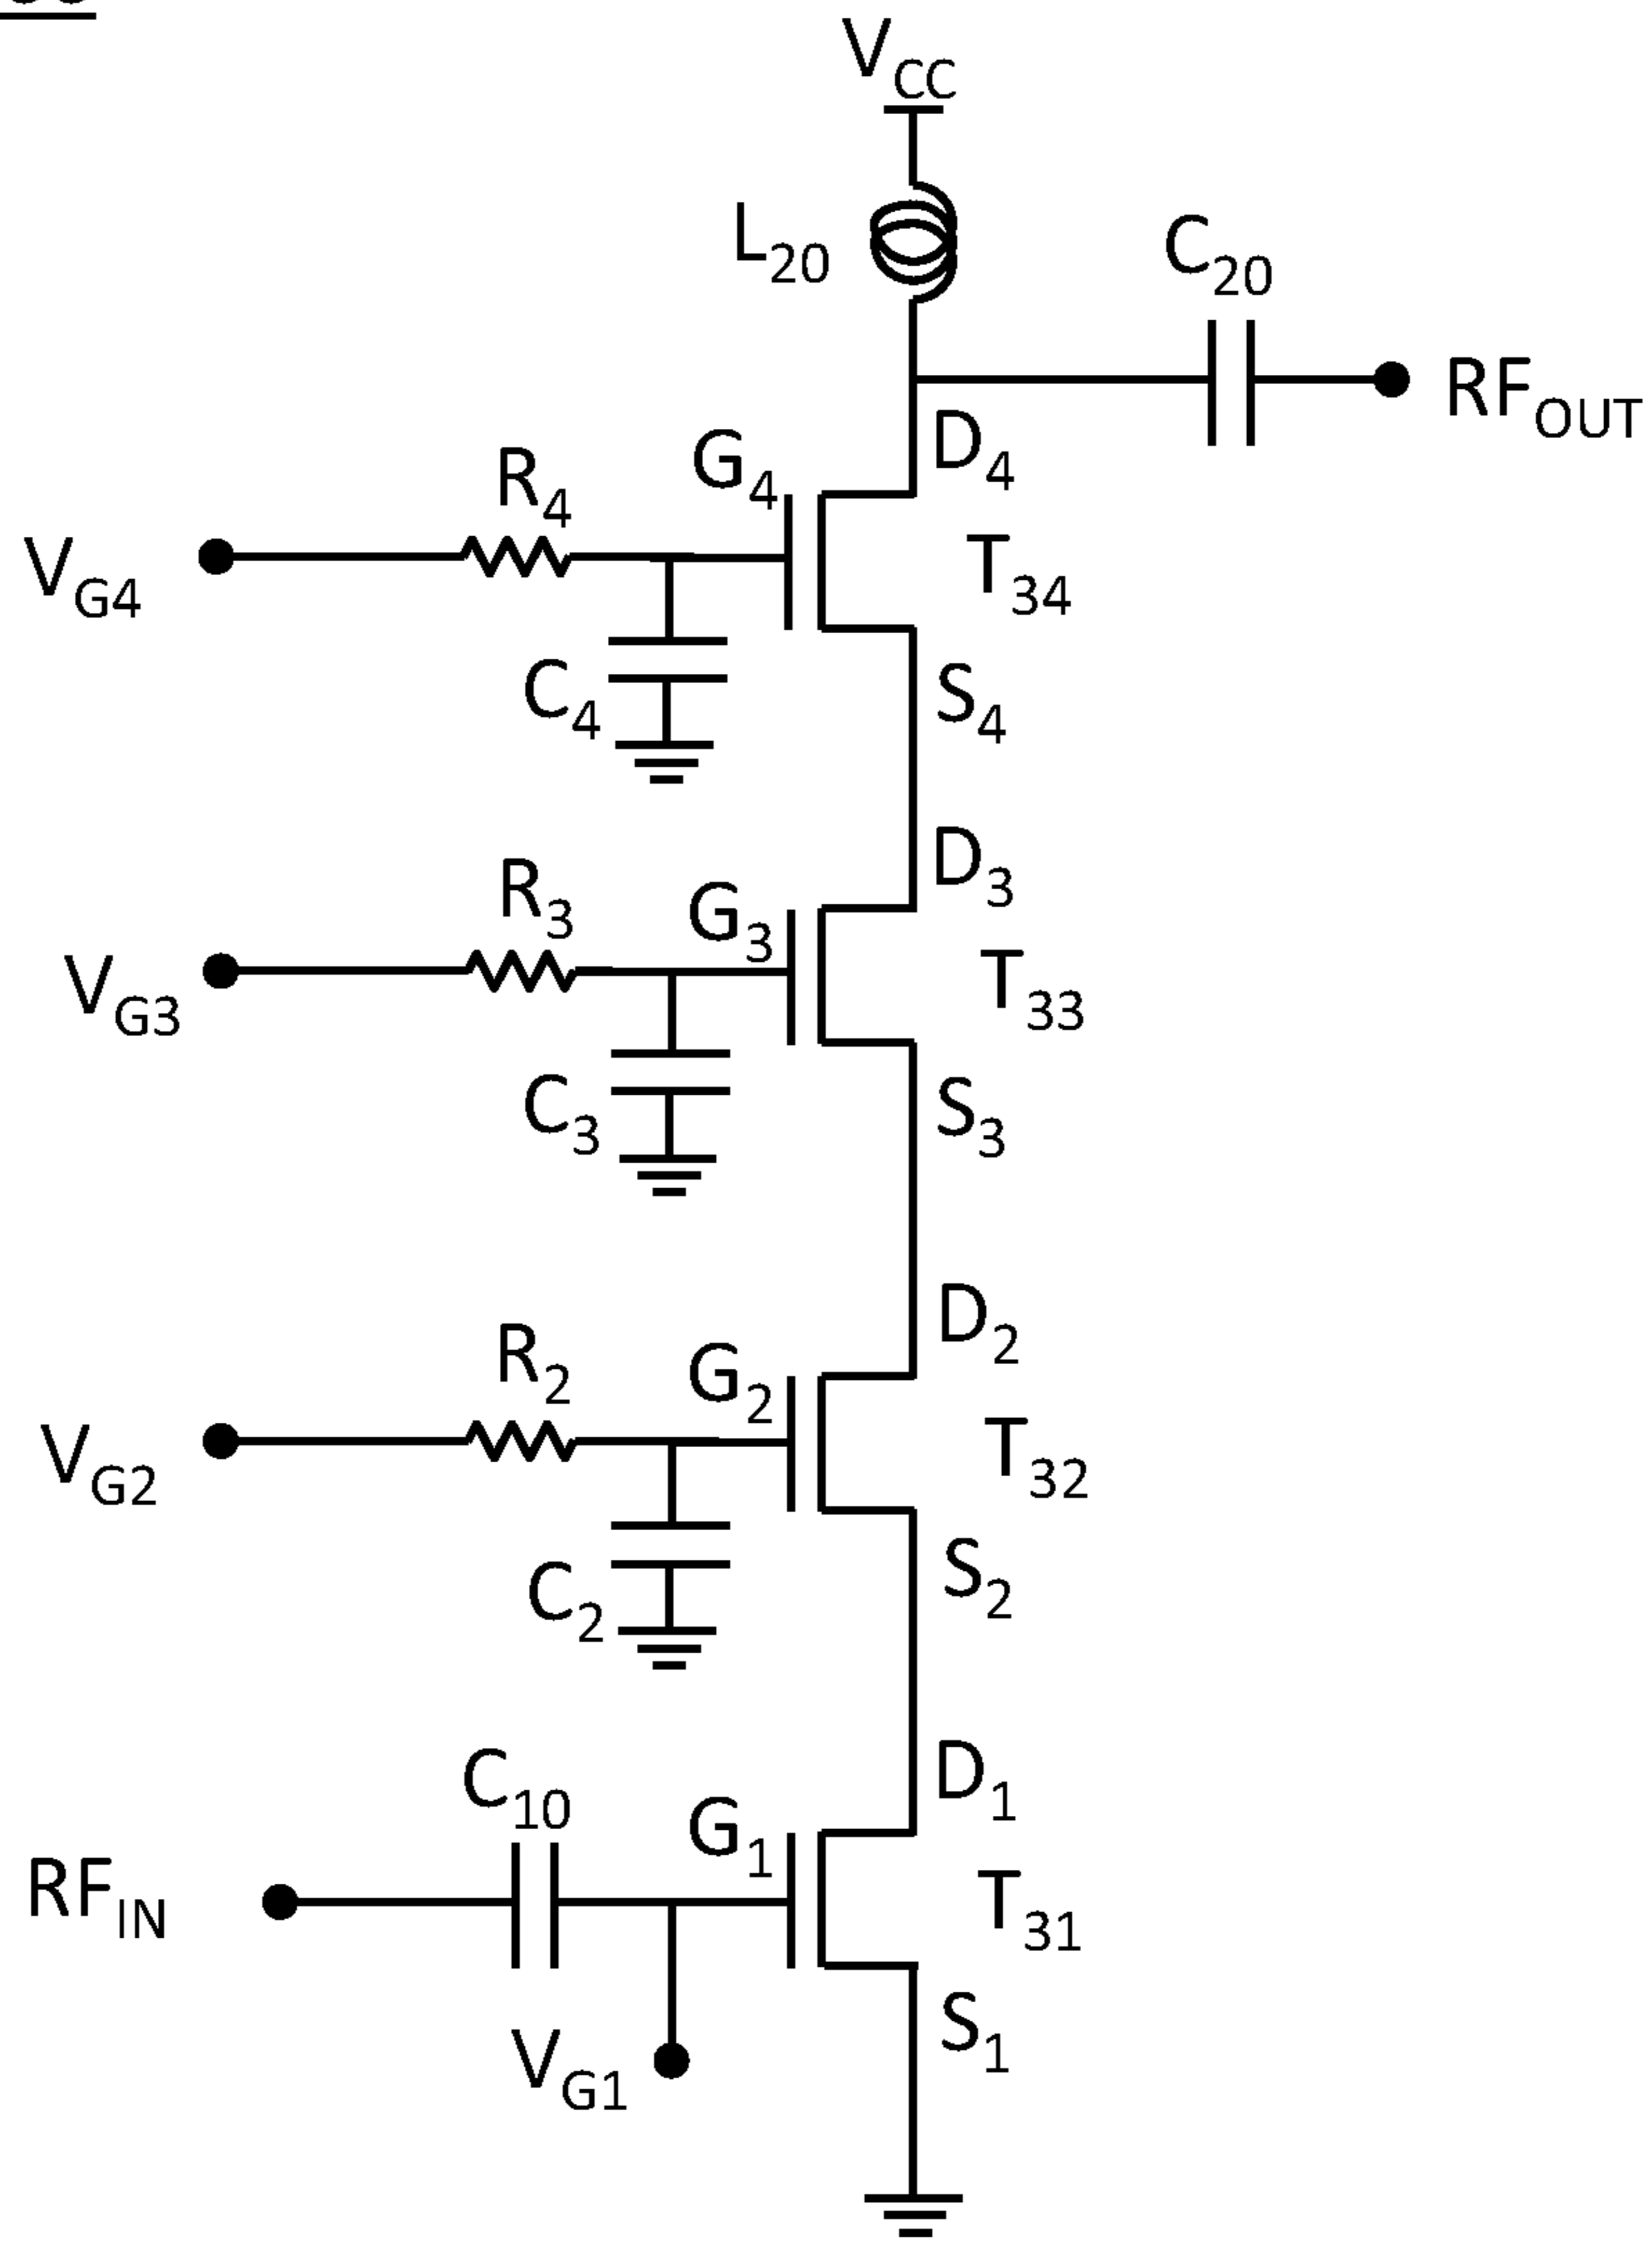 V_CC
L_20
C_20
RF_OUT
D_4
G_4
R_4
T_34
V_G4
C_4
S_4
D_3
R_3
G_3
T_33
V_G3
C_3
S_3
D_2
R_2
G_2
T_32
V_G2
C_2
S_2
D_1
C_10
G_1
RF_IN
T_31
S_1
V_G1